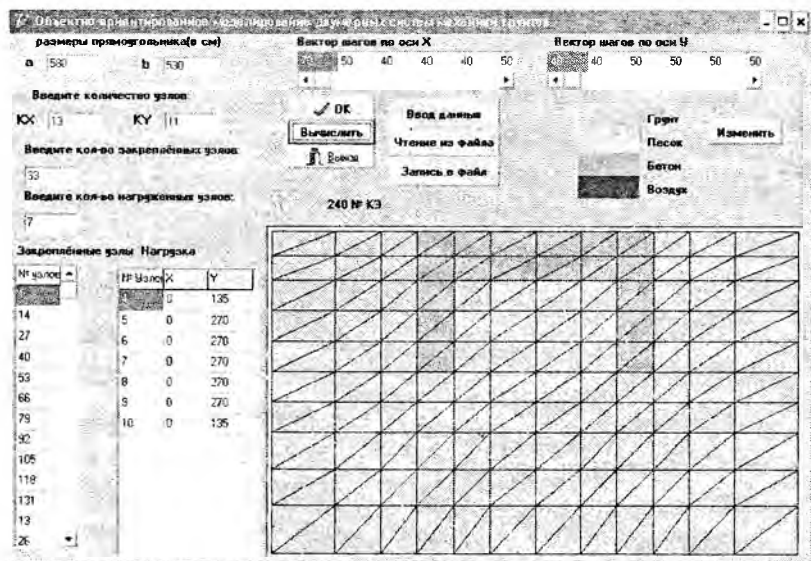 Объектно ориентированное моделирование двумерных систем механики грунтов
размеры прямоугольника(в см)
a 580 b 530
Вектор шагов по оси X
50 40 40 40 50
Вектор шагов по оси У
40 50 50 50 50
Введите количество узлов:
KX 13 KY 11
Введите кол-во закреплённых узлов:
33
Введите кол-во нагруженных узлов:
7
OK
Вычислить
Выход
Ввод данных
Чтение из файла
Запись в файл
Грунт
Песок
Бетон
Воздух
Изменить
240 № КЭ
Закреплённые узлы Нагрузка
№ узлов
14
27
40
53
66
79
92
105
118
131
13
26
№ Узлов X Y
0 135
5 0 270
6 0 270
7 0 270
8 0 270
9 0 270
10 0 135